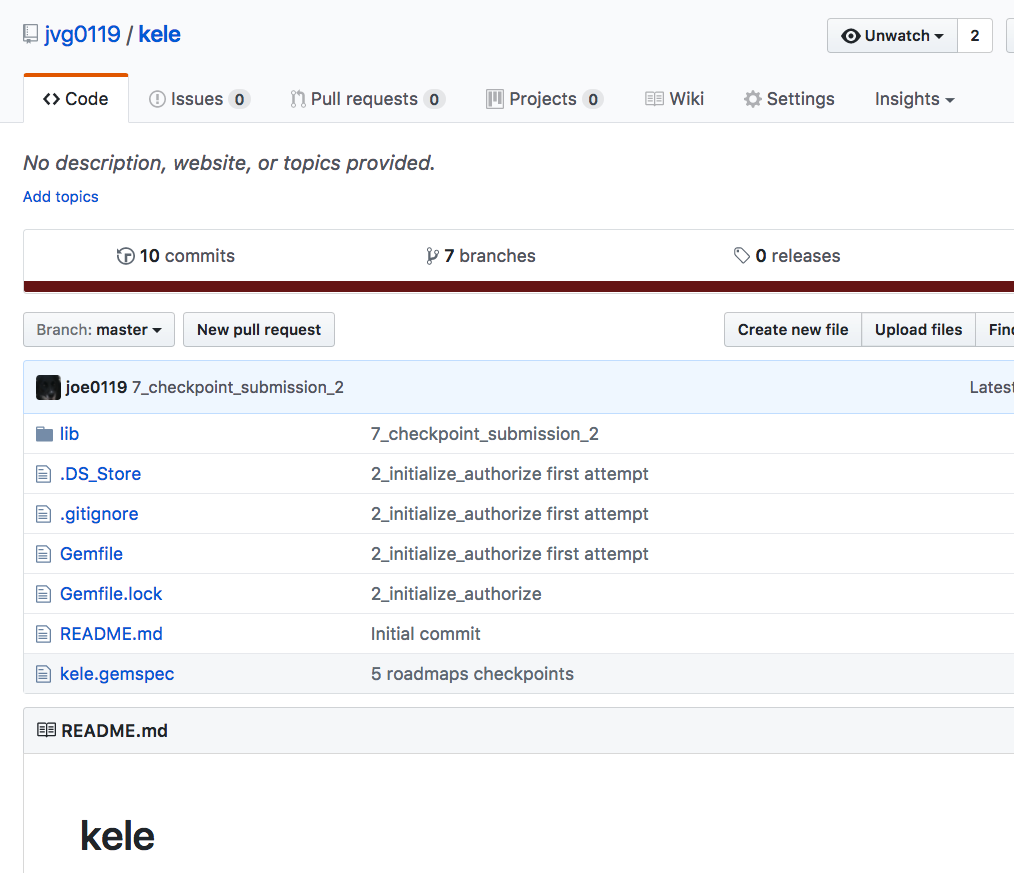 jvg0119 / kele
Unwatch 2
Code Issues 0 Pull requests 0 Projects 0 Wiki Settings Insights
No description, website, or topics provided.
Add topics
10 commits 7 branches 0 releases
Branch: master New pull request Create new file Upload files
joe0119 7_checkpoint_submission_2 Latest
lib 7_checkpoint_submission_2
.DS_Store 2_initialize_authorize first attempt
.gitignore 2_initialize_authorize first attempt
Gemfile 2_initialize_authorize first attempt
Gemfile.lock 2_initialize_authorize
README.md Initial commit
kele.gemspec 5 roadmaps checkpoints
README.md
kele